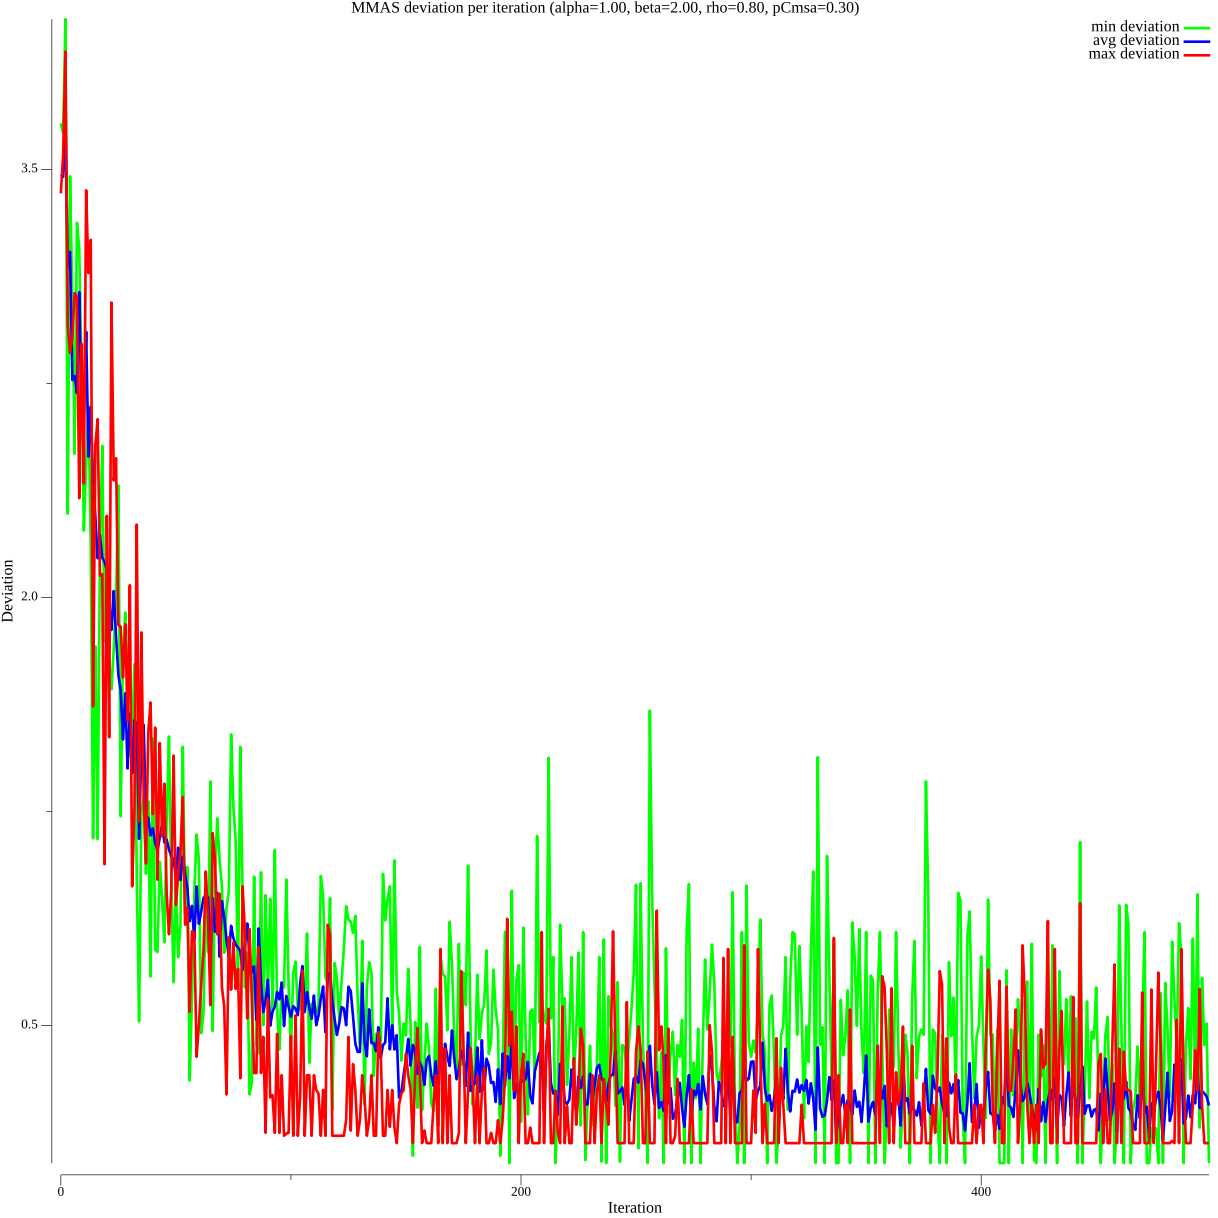 MMAS deviation per iteration (alpha=1.00, beta=2.00, rho=0.80, pCmsa=0.30)
min deviation
avg deviation
max deviation
3.5
2.0
0.5
Deviation
0
200
400
Iteration